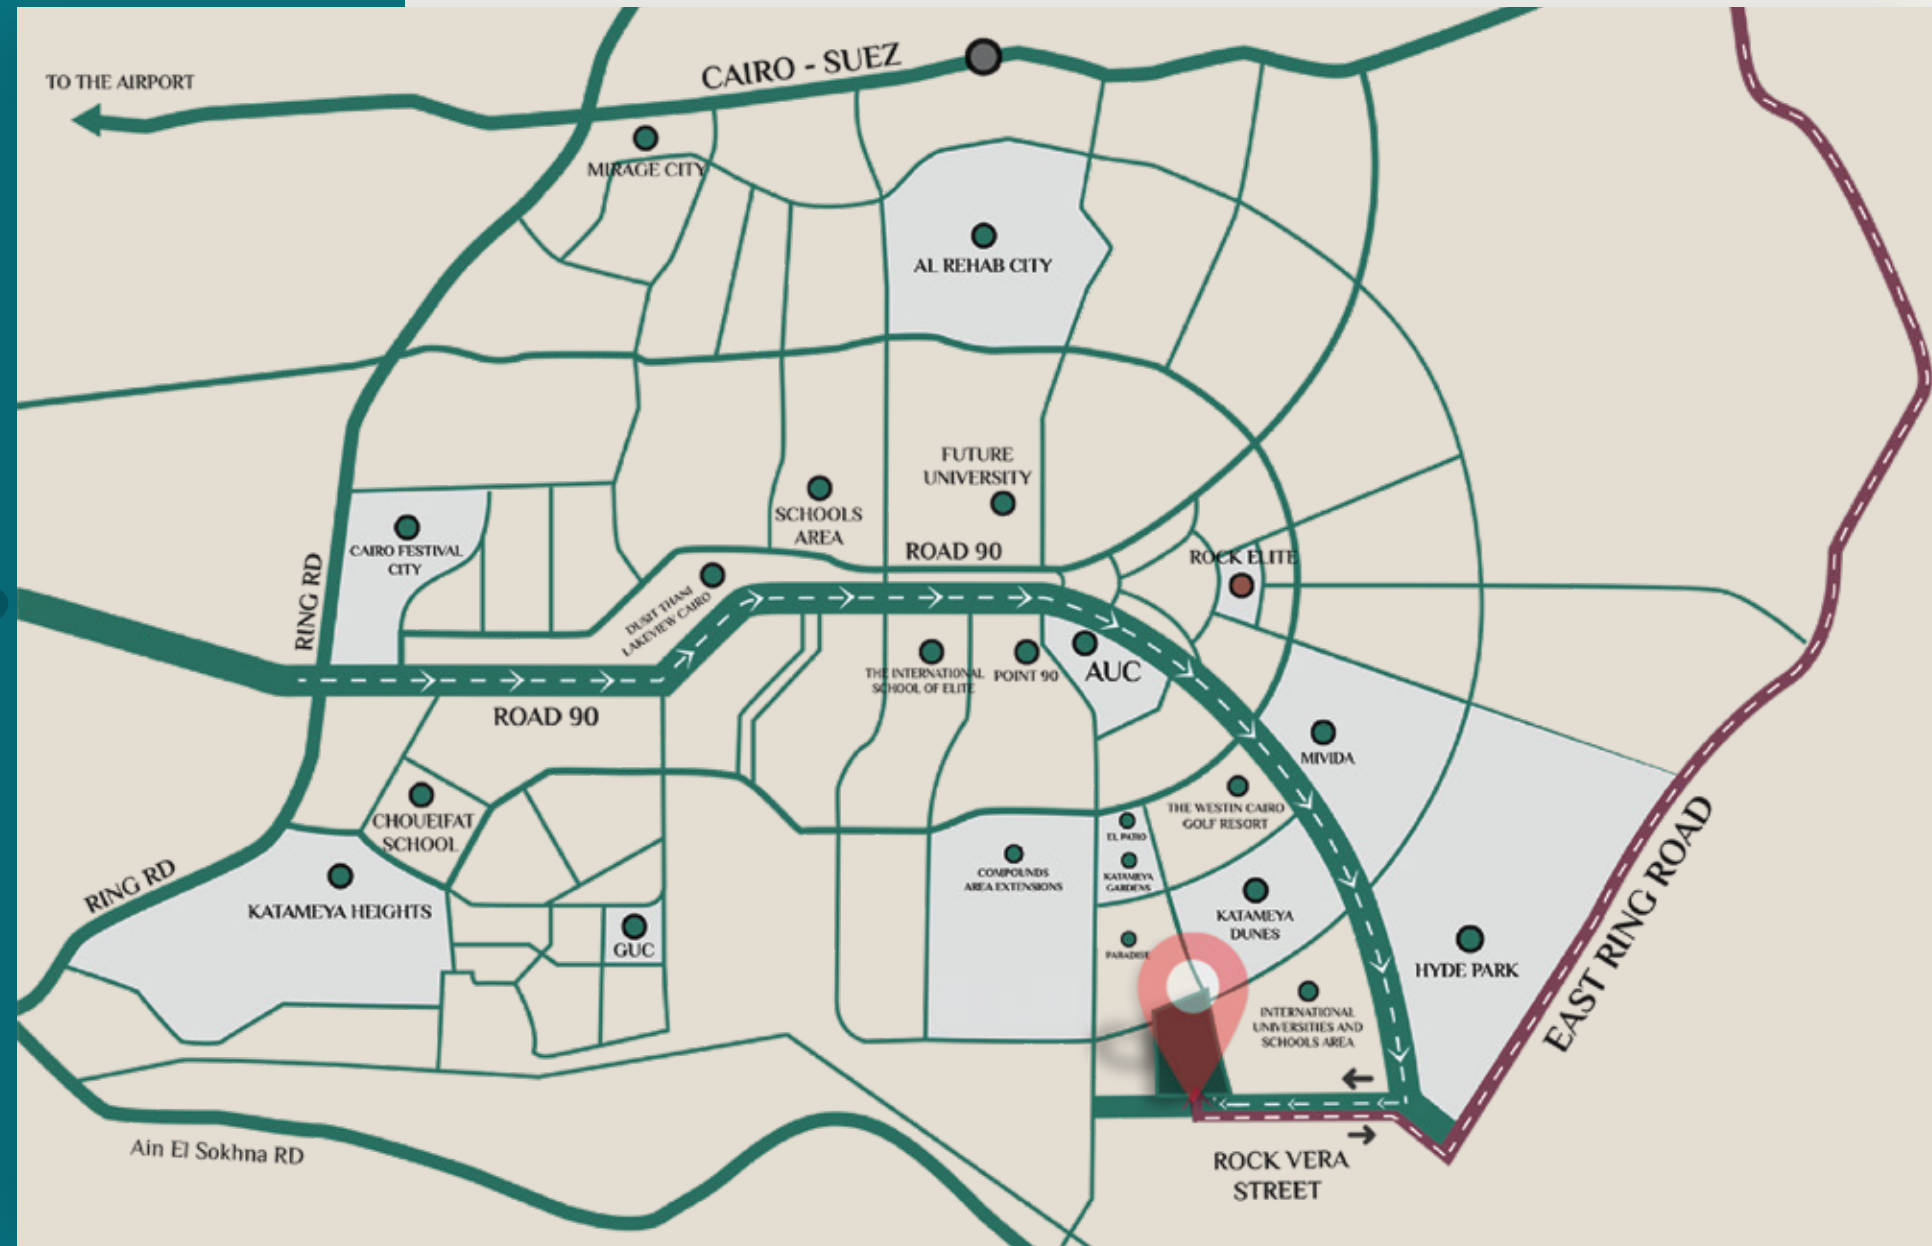 TO THE AIRPORT
CAIRO - SUEZ
MIRAGE CITY
AL REHAB CITY
FUTURE
UNIVERSITY
SCHOOLS
AREA
ROAD 90
ROCK ELITE
CAIRO FESTIVAL
CITY
RING RD
DUSIT THANI
LAKEVIEW CAIRO
THE INTERNATIONAL
SCHOOL OF ELITE
POINT 90
AUC
ROAD 90
MIVIDA
CHOUEIFAT
SCHOOL
THE WESTIN CAIRO
GOLF RESORT
EL PATIO
KATAMEYA
GARDENS
COMPOUNDS
AREA EXTENSIONS
RING RD
KATAMEYA HEIGHTS
GUC
KATAMEYA
DUNES
PARADISE
HYDE PARK
EAST RING ROAD
INTERNATIONAL
UNIVERSITIES AND
SCHOOLS AREA
Ain El Sokhna RD
ROCK VERA
STREET